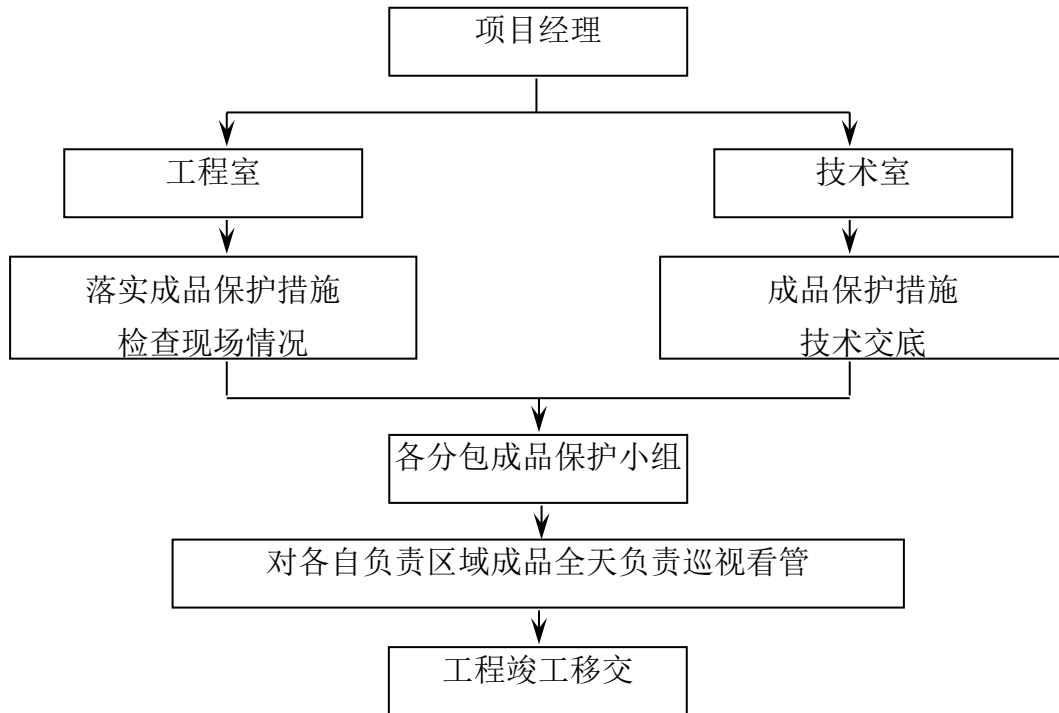 项目经理
工程室
技术室
落实成品保护措施
检查现场情况
成品保护措施
技术交底
各分包成品保护小组
对各自负责区域成品全天负责巡视看管
工程竣工移交